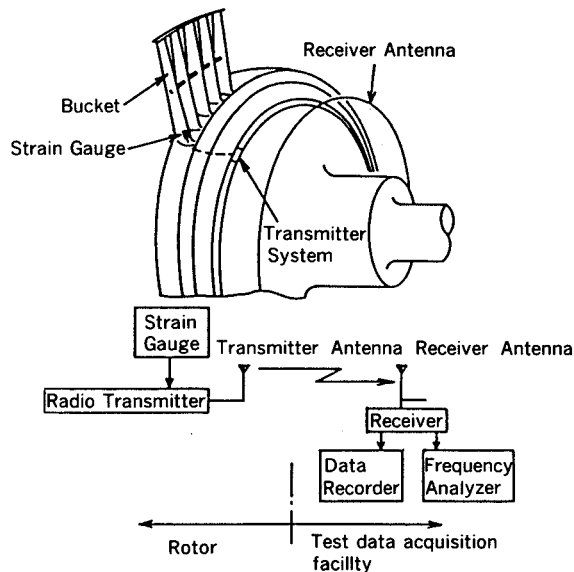 Receiver Antenna
Bucket
Strain Gauge
Transmitter
System
Strain
Gauge
Transmitter Antenna Receiver Antenna
Radio Transmitter
Receiver
Data
Recorder
Frequency
Analyzer
Rotor
Test data acquisition
facillty